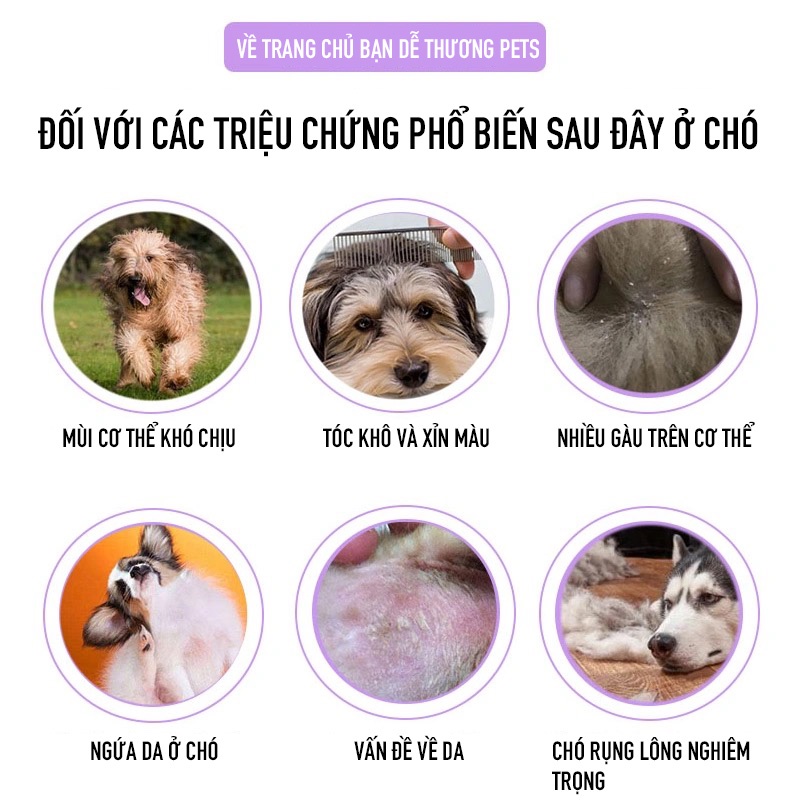 VỀ TRANG CHỦ BẠN DỄ THƯƠNG PETS
ĐỐI VỚI CÁC TRIỆU CHỨNG PHỔ BIẾN SAU ĐÂY Ở CHÓ
MÙI CƠ THỂ KHÓ CHỊU
TÓC KHÔ VÀ XỈN MÀU
NHIỀU GÀU TRÊN CƠ THỂ
NGỨA DA Ở CHÓ
VẤN ĐỀ VỀ DA
CHÓ RỤNG LÔNG NGHIÊM
TRỌNG